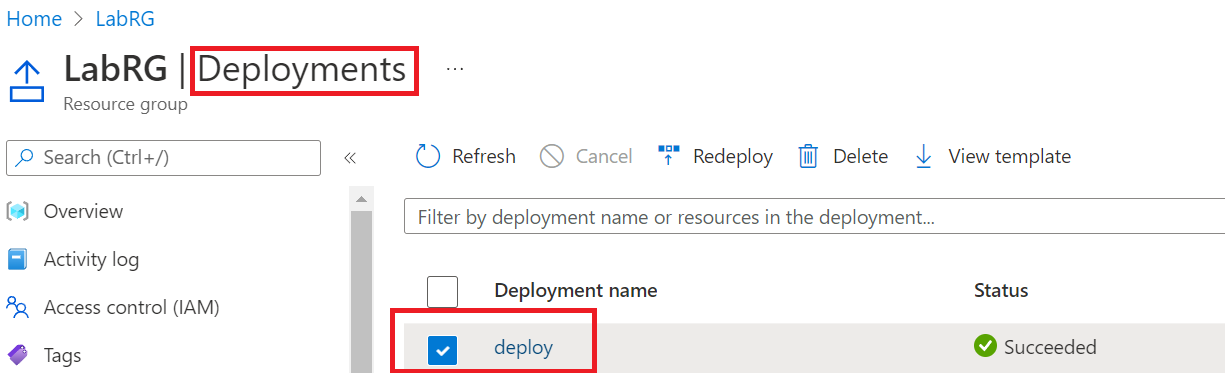 Home > LabRG
LabRG | Deployments ...
Resource group
Search (Ctrl+/)
«
Refresh Cancel Redeploy Delete View template
Overview
Activity log
Access control (IAM)
Tags
Filter by deployment name or resources in the deployment...
Deployment name Status
deploy Succeeded